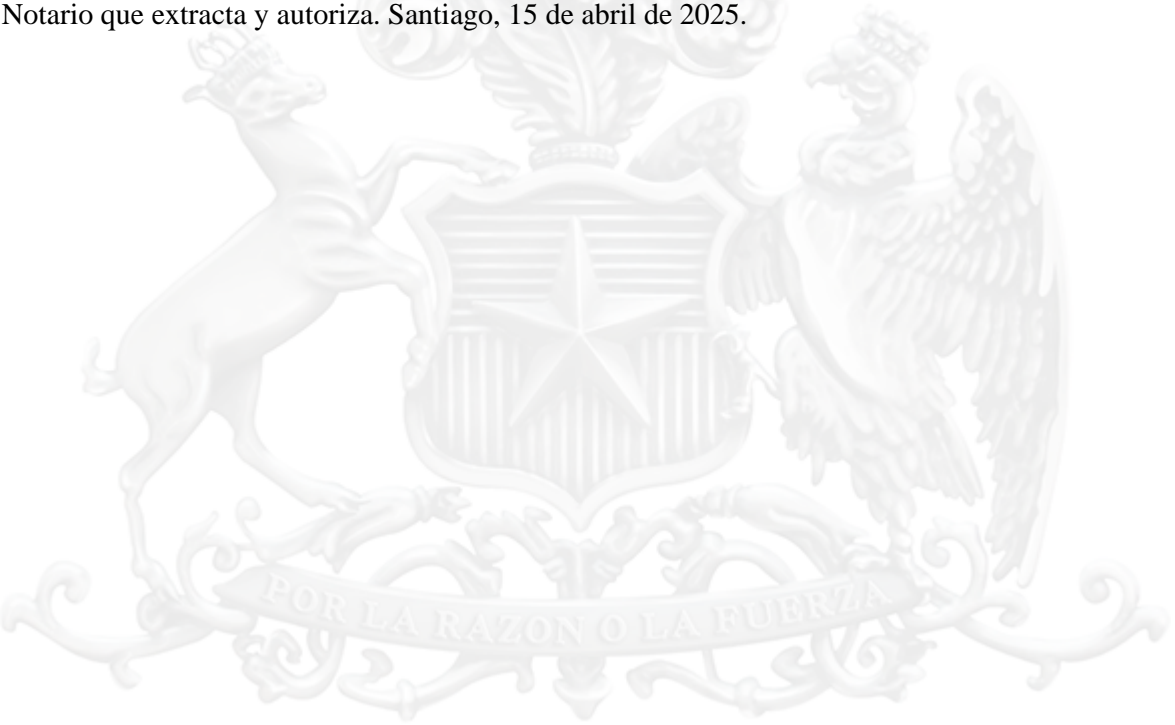 Notario que extracta y autoriza. Santiago, 15 de abril de 2025.
POR LA RAZON O LA FUERZA